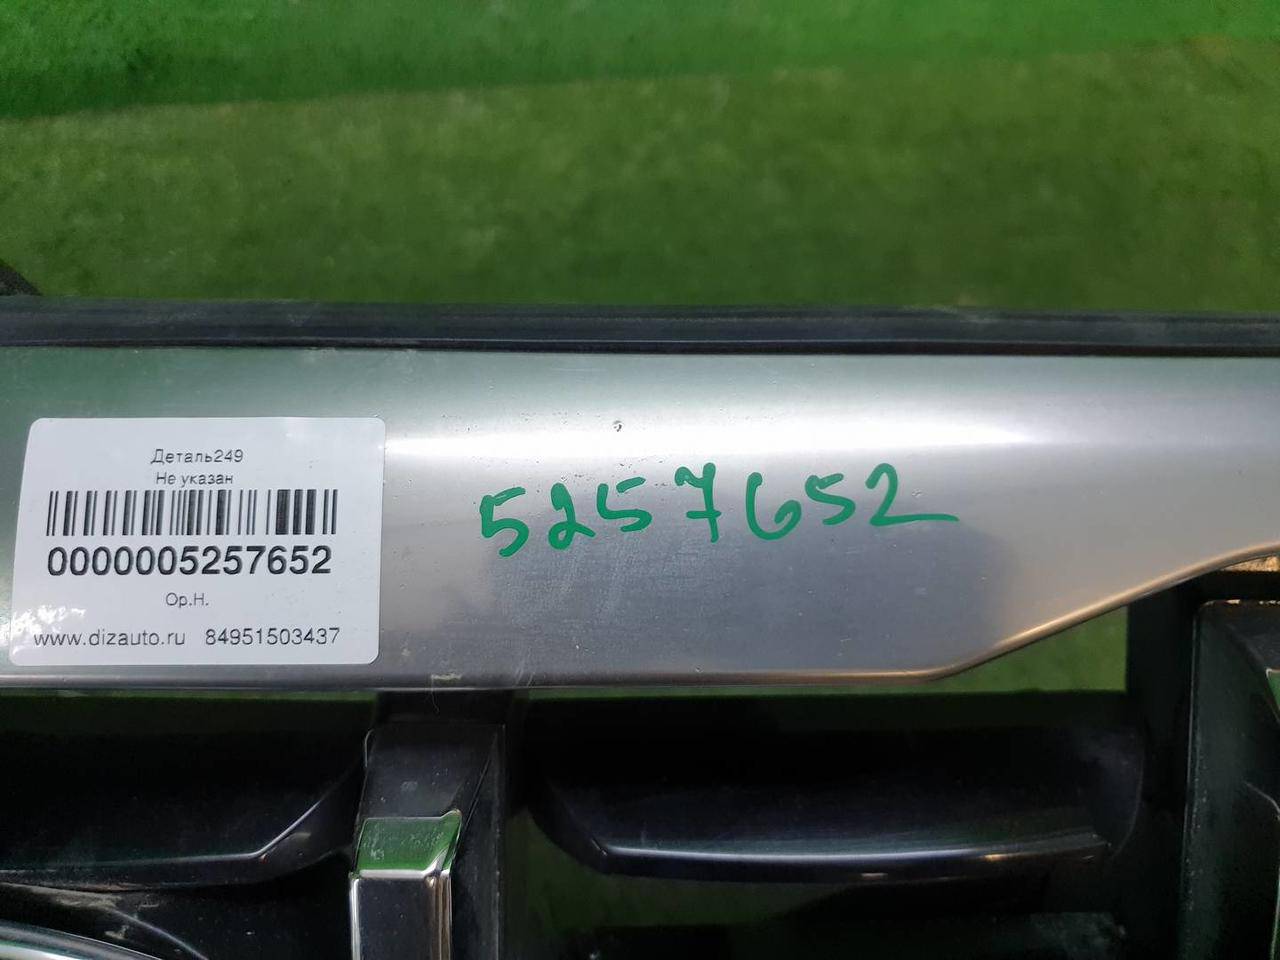 Деталь249
Не указан
0000005257652
Ор.Н.
www.dizauto.ru 84951503437
5257652